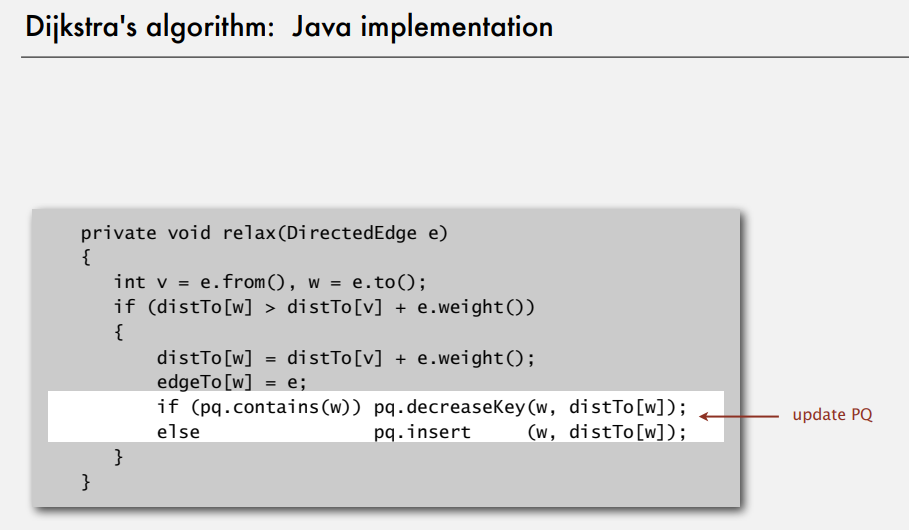 Dijkstra's algorithm: Java implementation
private void relax(DirectedEdge e)
{
int v = e.from(), w = e.to();
if (distTo[w] > distTo[v] + e.weight())
{
distTo[w] = distTo[v] + e.weight();
edgeTo[w] = e;
if (pq.contains(w)) pq.decreaseKey(w, distTo[w]);
else pq.insert (w, distTo[w]);
}
}
update PQ